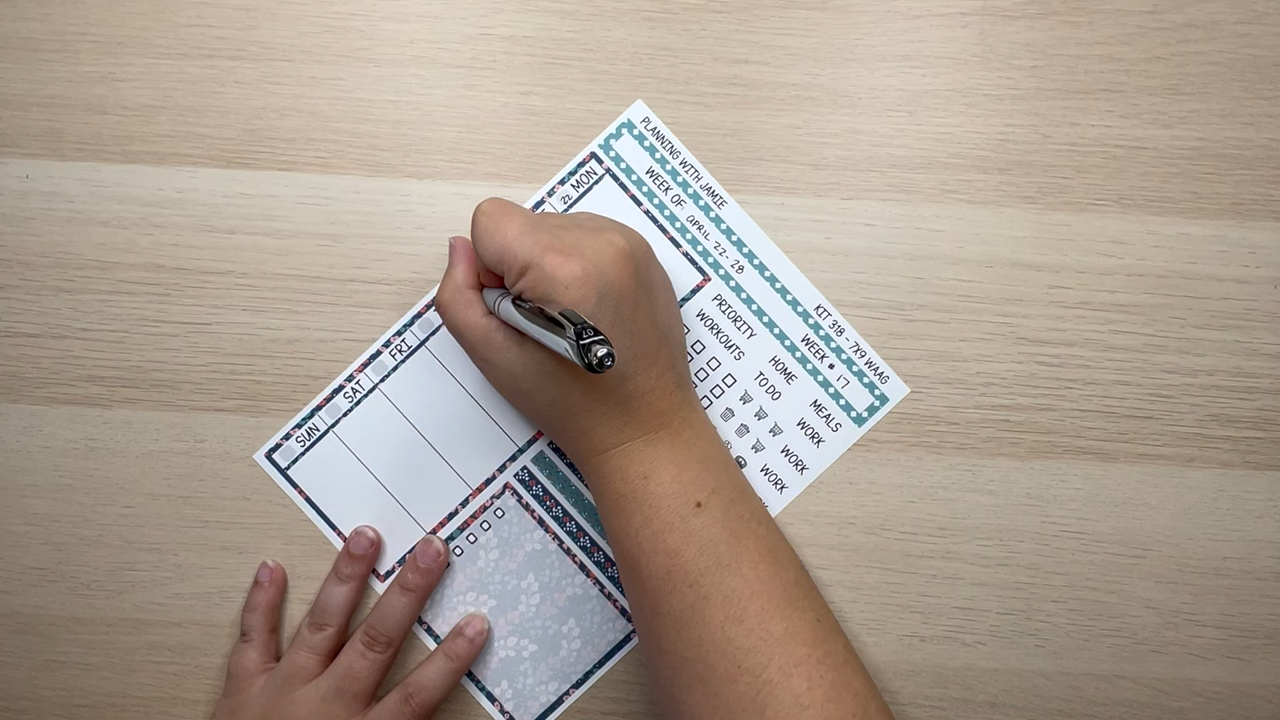 PLANNING WITH JAMIE
KIT 318 - 7X9 WAAG
WEEK OF: APRIL 22-28
WEEK # 17
22 MON
FRI
SAT
SUN
PRIORITY
HOME
MEALS
WORKOUTS
TO DO
WORK
WORK
WORK
07